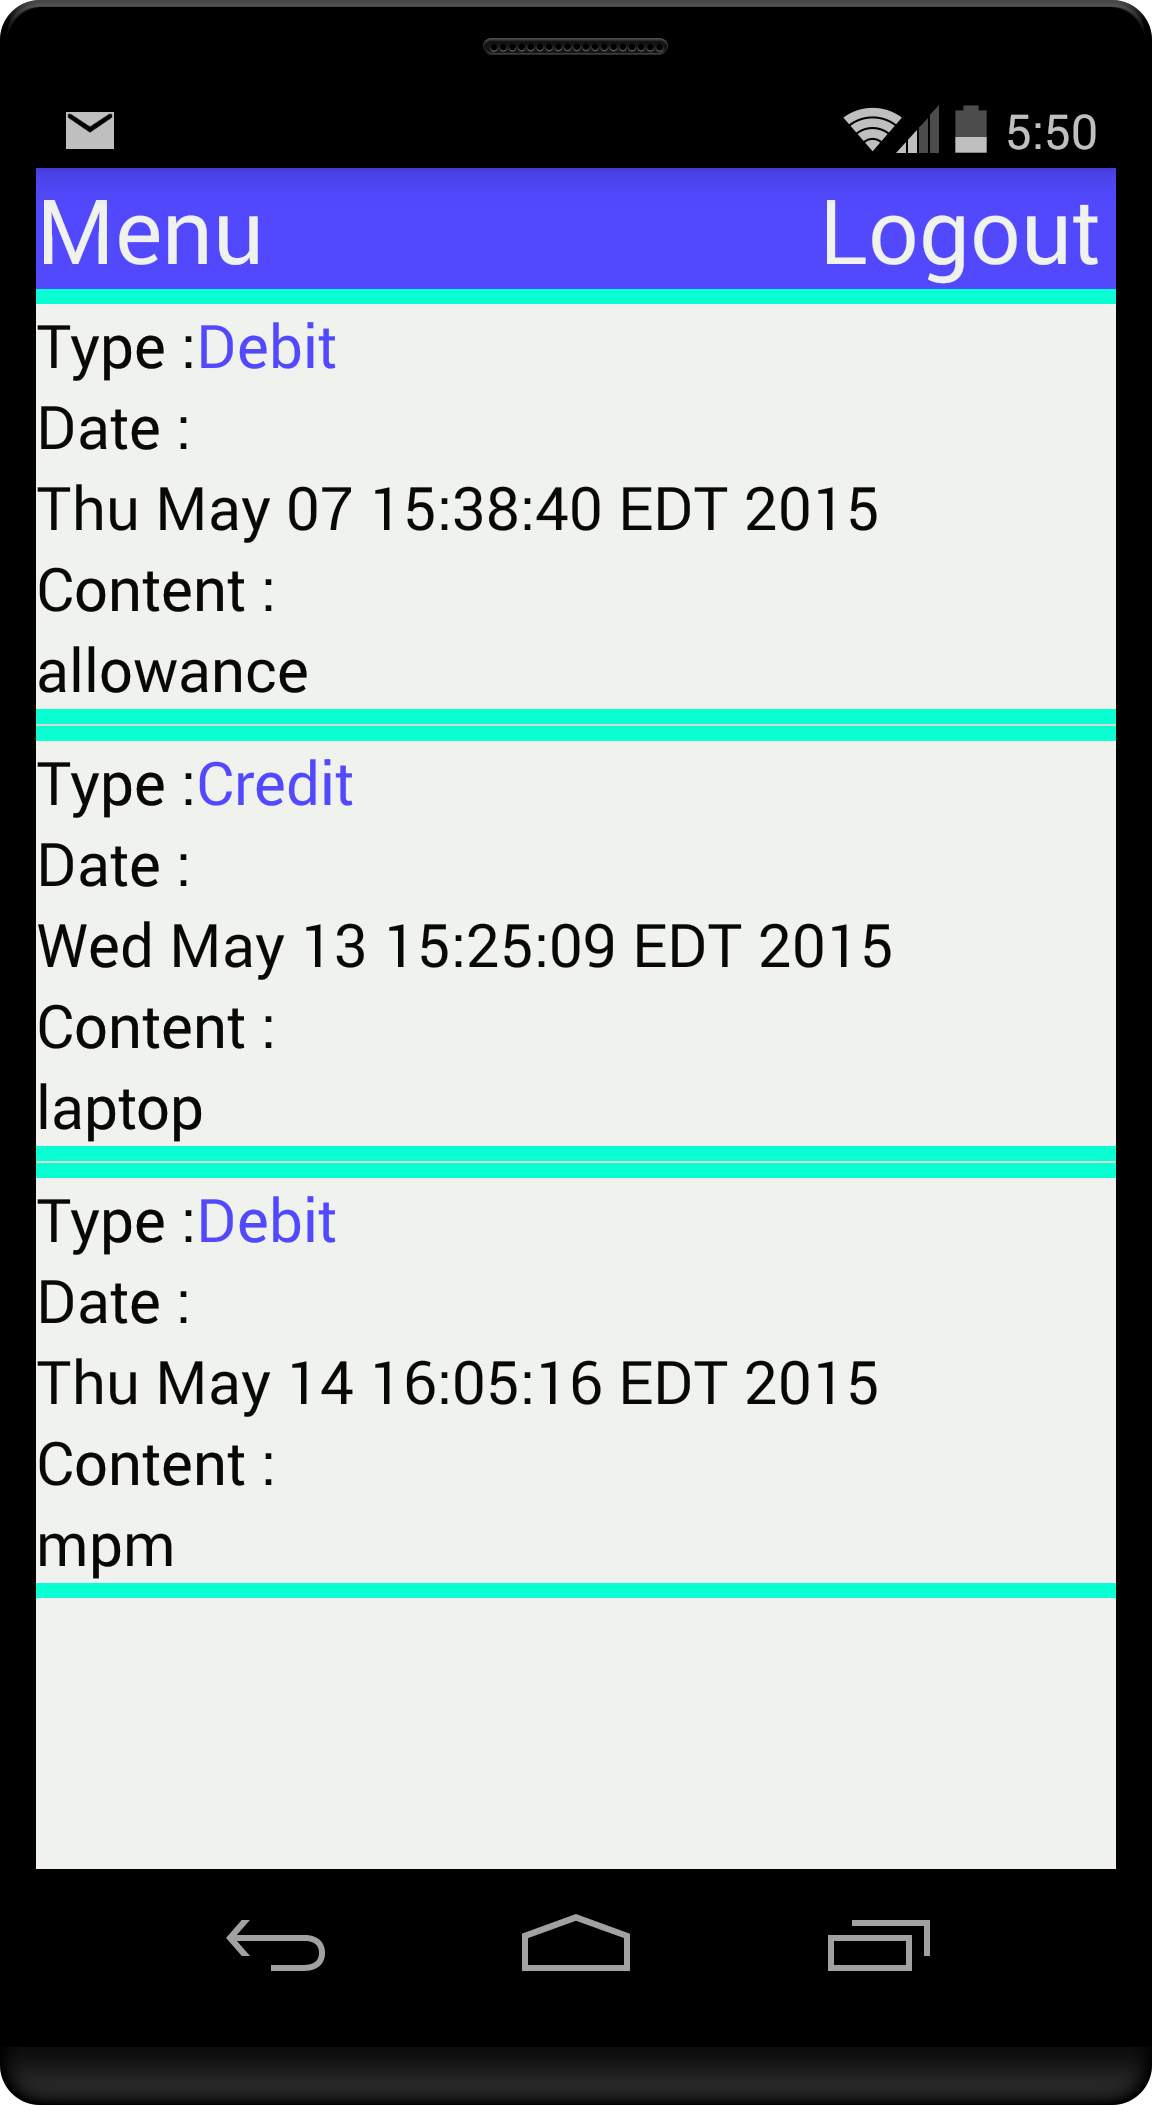 5:50
Menu Logout
Type :Debit
Date :
Thu May 07 15:38:40 EDT 2015
Content :
allowance
Type :Credit
Date :
Wed May 13 15:25:09 EDT 2015
Content :
laptop
Type :Debit
Date :
Thu May 14 16:05:16 EDT 2015
Content :
mpm